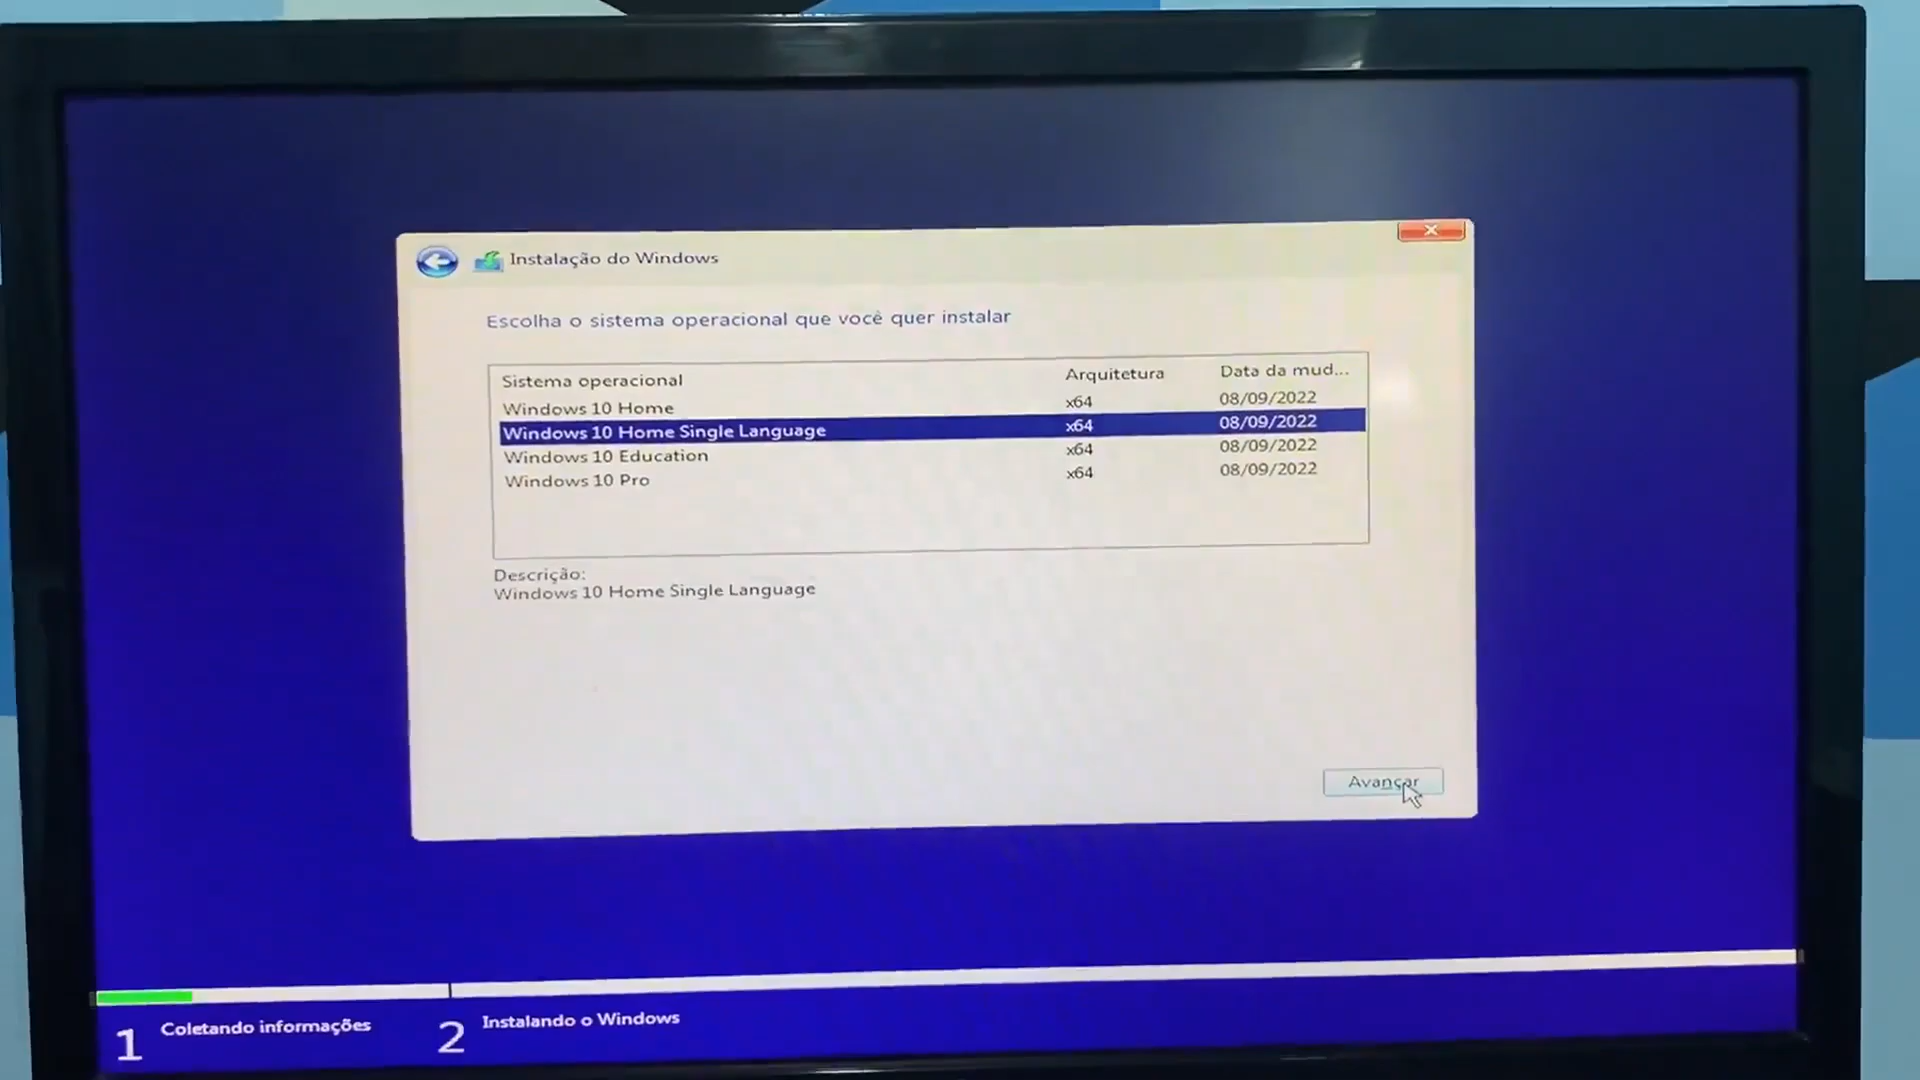 Instalação do Windows
Escolha o sistema operacional que você quer instalar
Sistema operacional Arquitetura Data da mud...
Windows 10 Home x64 08/09/2022
Windows 10 Home Single Language x64 08/09/2022
Windows 10 Education x64 08/09/2022
Windows 10 Pro x64 08/09/2022
Descrição:
Windows 10 Home Single Language
Avançar
1 Coletando informações 2 Instalando o Windows